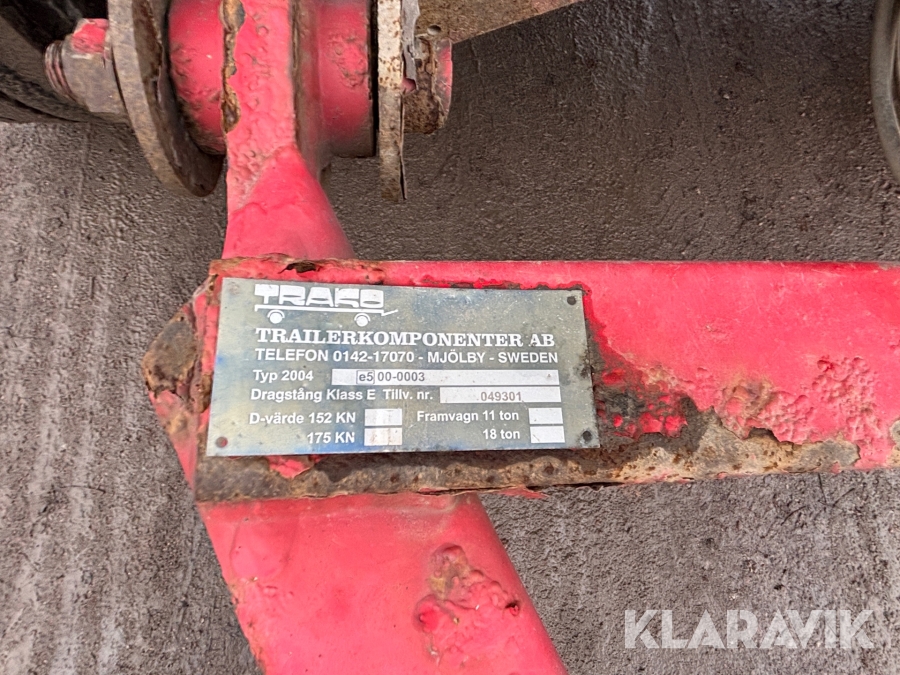 TRAKO
TRAILERKOMPONENTER AB
TELEFON 0142-17070 - MJÖLBY - SWEDEN
Typ 2004 e5 00-0003
Dragstång Klass E Tillv. nr. 049301
D-värde 152 KN Framvagn 11 ton
175 KN 18 ton
KLARAVIK